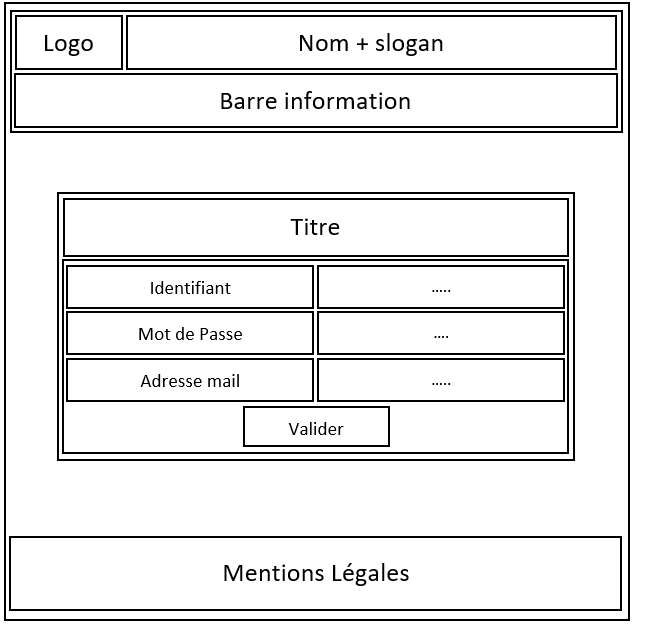 Logo
Nom + slogan
Barre information
Titre
Identifiant
.....
Mot de Passe
....
Adresse mail
.....
Valider
Mentions Légales